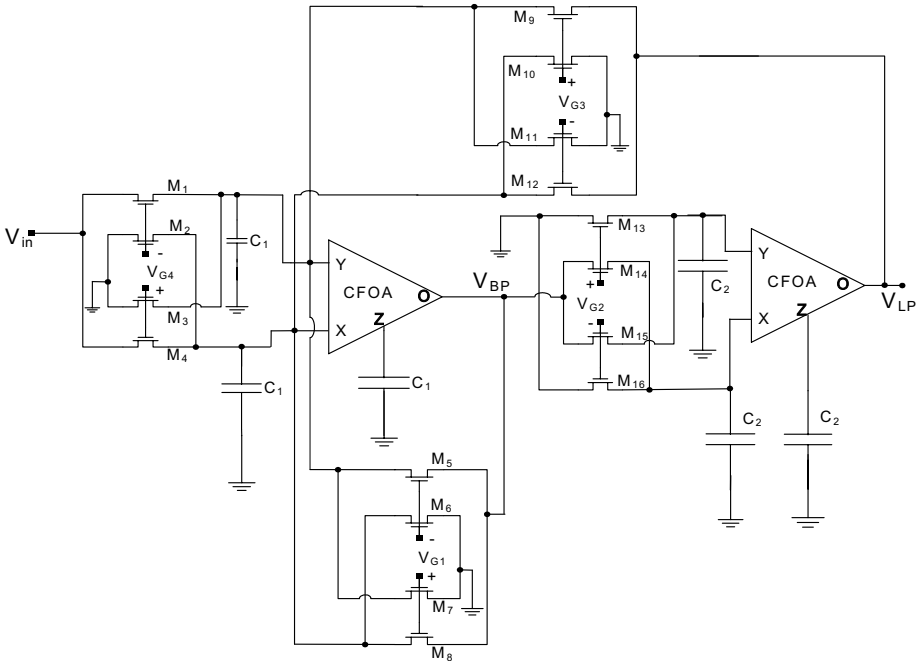 M9
M10
+
VG3
-
M11
M12
M1
M2
-
VG4
+
M3
M4
Vin
C1
C1
Y
CFOA
O
X
Z
C1
VBP
M13
M14
+
VG2
-
M15
M16
C2
Y
CFOA
O
X
Z
VLP
C2
C2
M5
M6
-
VG1
+
M7
M8